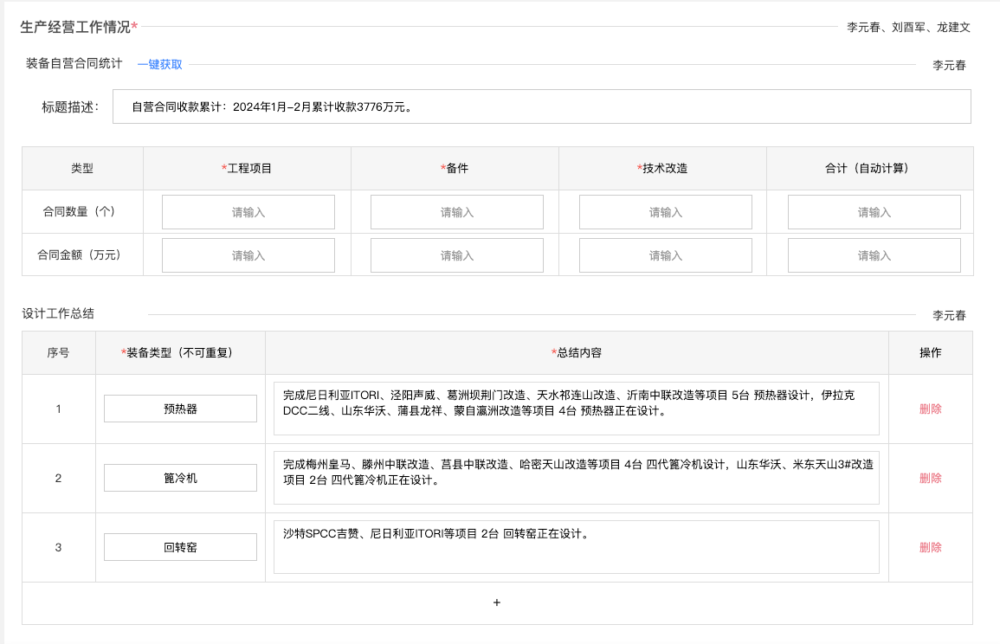 生产经营工作情况* 李元春、刘酉军、龙建文
装备自营合同统计 一键获取 李元春
标题描述： 自营合同收款累计：2024年1月-2月累计收款3776万元。
类型 *工程项目 *备件 *技术改造 合计（自动计算）
合同数量（个） 请输入 请输入 请输入 请输入
合同金额（万元） 请输入 请输入 请输入 请输入
设计工作总结 李元春
序号 *装备类型（不可重复） *总结内容 操作
1 预热器 完成尼日利亚ITORI、泾阳声威、葛洲坝荆门改造、天水祁连山改造、沂南中联改造等项目 5台 预热器设计，伊拉克
DCC二线、山东华沃、蒲县龙祥、蒙自瀛洲改造等项目 4台 预热器正在设计。 删除
2 篦冷机 完成梅州皇马、滕州中联改造、莒县中联改造、哈密天山改造等项目 4台 四代篦冷机设计，山东华沃、米东天山3#改造
项目 2台 四代篦冷机正在设计。 删除
3 回转窑 沙特SPCC吉赞、尼日利亚ITORI等项目 2台 回转窑正在设计。 删除
+